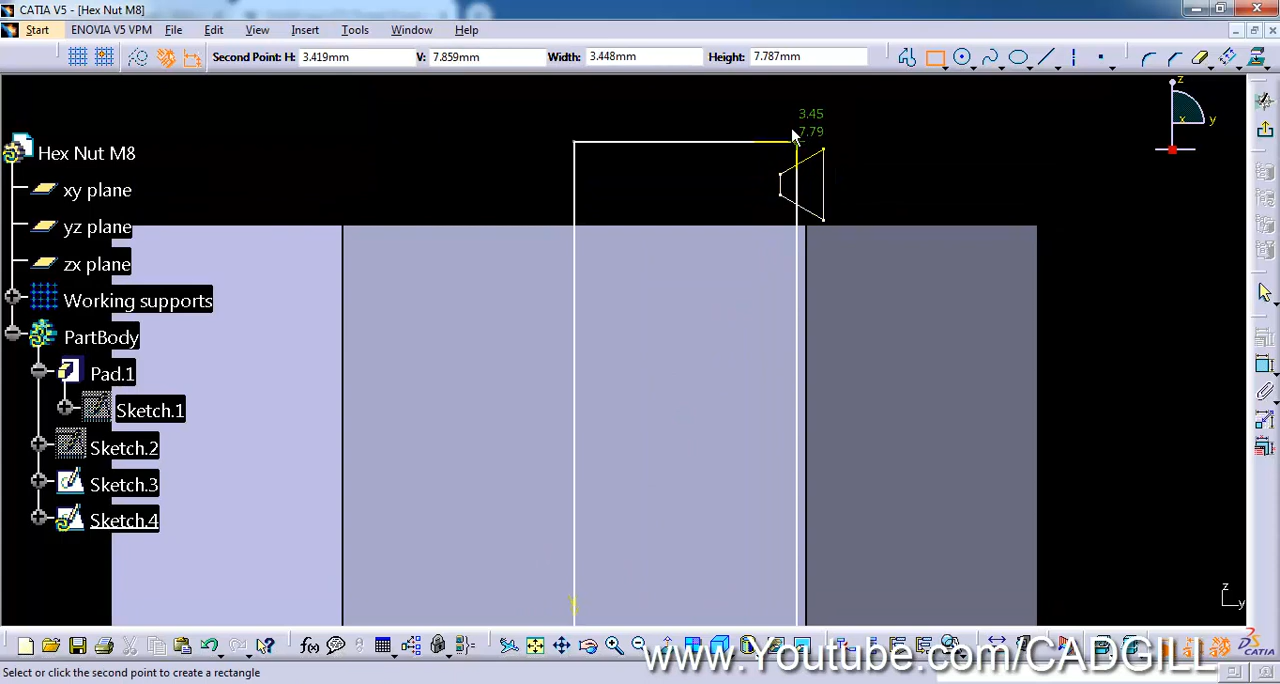 CATIA V5 - [Hex Nut M8]
Start ENOVIA V5 VPM File Edit View Insert Tools Window Help
Second Point: H: 3.419mm V: 7.859mm Width: 3.448mm Height: 7.787mm
3.45
7.79
z
x y
Hex Nut M8
xy plane
yz plane
zx plane
Working supports
PartBody
Pad.1
Sketch.1
Sketch.2
Sketch.3
Sketch.4
z
y
f(x)
www.YouTube.com/CADGILL
CATIA
Select or click the second point to create a rectangle